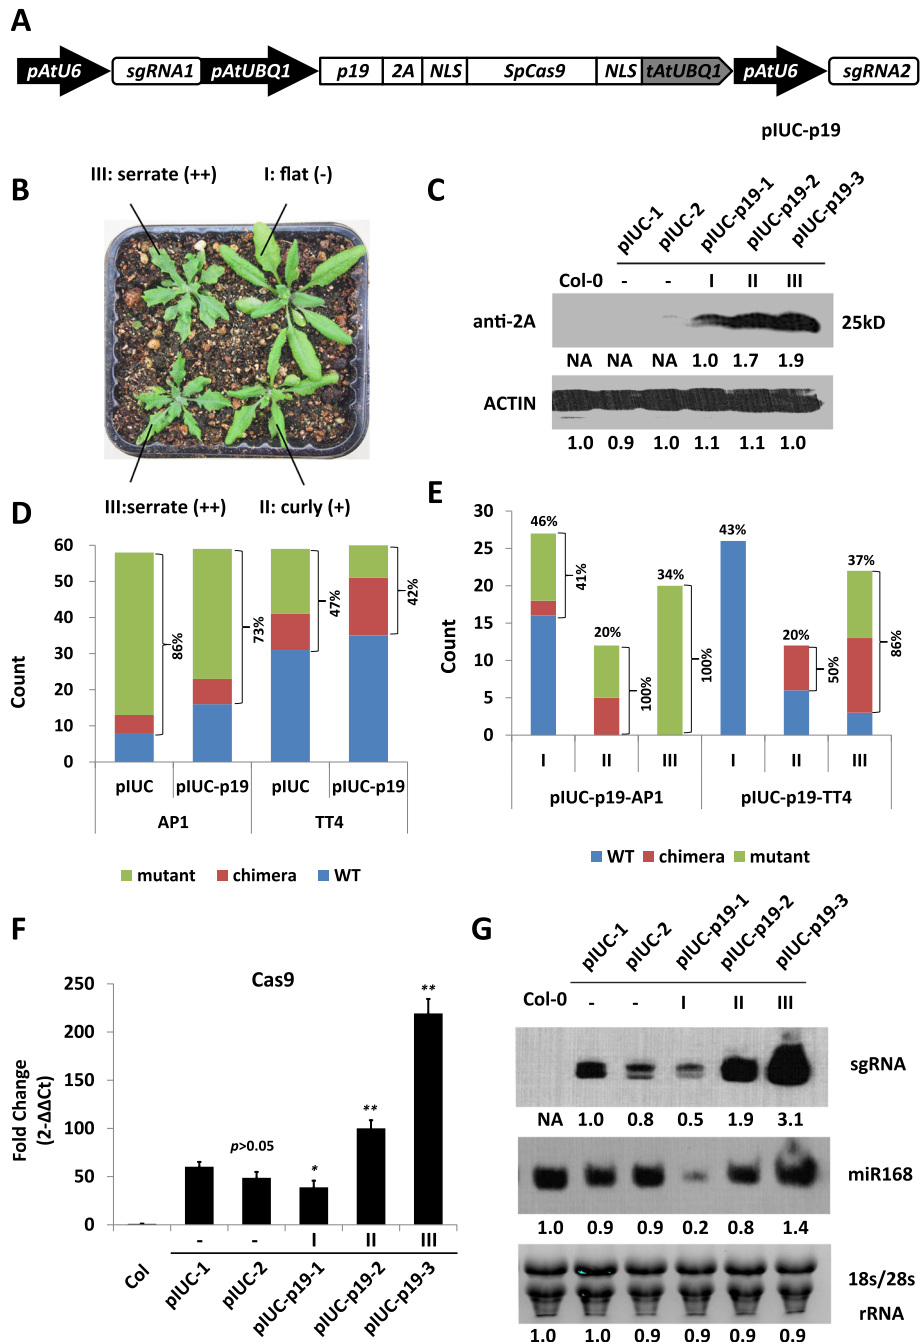 A
pAtU6 sgRNA1 pAtUBQ1 p19 2A NLS SpCas9 NLS tAtUBQ1 pAtU6 sgRNA2
B
III: serrate (++) I: flat (-)
III:serrate (++) II: curly (+)
C
pIUC-p19
pIUC-1 pIUC-2 pIUC-p19-1 pIUC-p19-2 pIUC-p19-3
Col-0 - - I II III
anti-2A 25kD
NA NA NA 1.0 1.7 1.9
ACTIN
1.0 0.9 1.0 1.1 1.1 1.0
D
Count
60
50
40
30
20
10
0
86% 73% 47% 42%
pIUC pIUC-p19 pIUC pIUC-p19
AP1 TT4
mutant chimera WT
E
Count
30
25
20
15
10
5
0
46% 41% 20% 100% 34% 100% 43% 20% 50% 37% 86%
I II III I II III
pIUC-p19-AP1 pIUC-p19-TT4
WT chimera mutant
F
Cas9
Fold Change
(2-ΔΔCt)
250
200
150
100
50
0
p>0.05 * ** **
- - I II III
Col pIUC-1 pIUC-2 pIUC-p19-1 pIUC-p19-2 pIUC-p19-3
G
pIUC-1 pIUC-2 pIUC-p19-1 pIUC-p19-2 pIUC-p19-3
Col-0 - - I II III
sgRNA
NA 1.0 0.8 0.5 1.9 3.1
miR168
1.0 0.9 0.9 0.2 0.8 1.4
18s/28s
rRNA
1.0 1.0 0.9 0.9 0.9 0.9